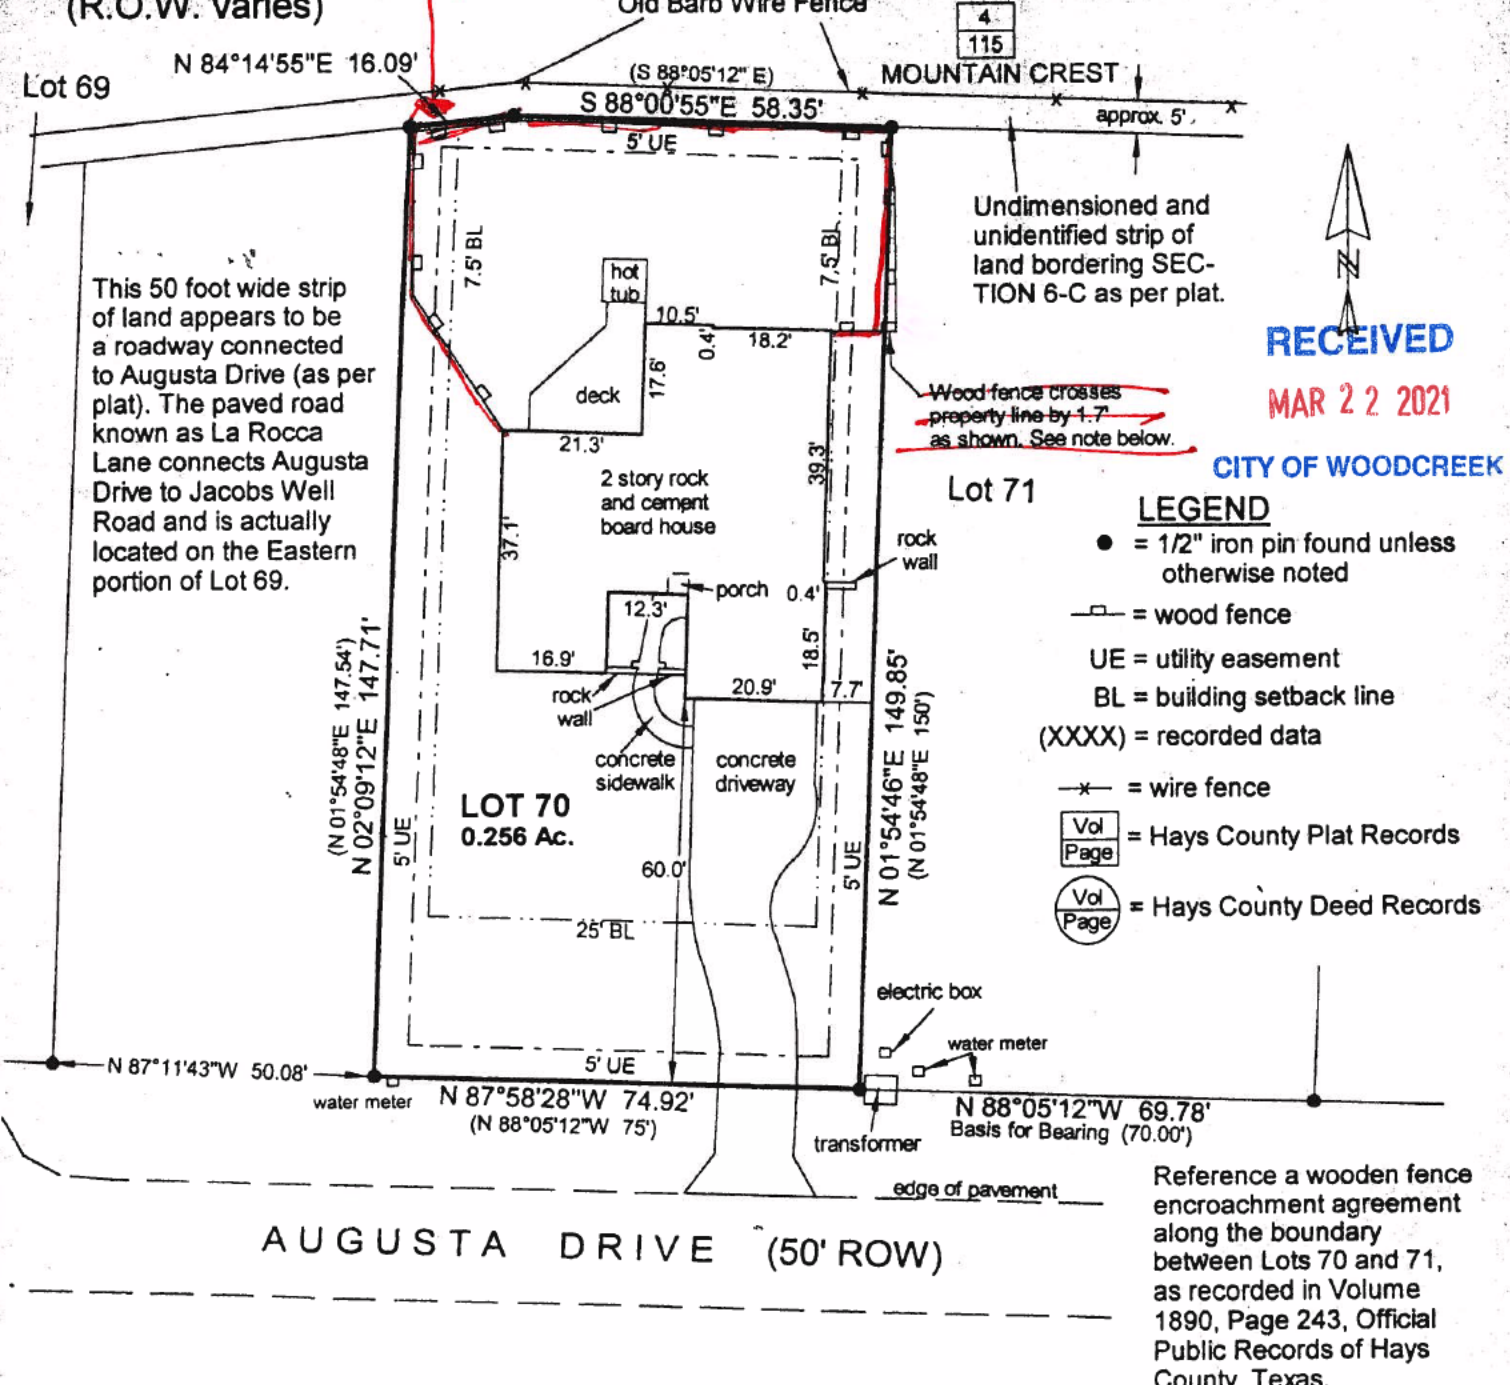 (R.O.W. Varies)
Old Barb Wire Fence
4
115
N 84°14'55"E 16.09'
(S 88°05'12" E)
MOUNTAIN CREST
Lot 69
S 88°00'55"E 58.35'
approx. 5'
5' UE
Undimensioned and
unidentified strip of
land bordering SEC-
TION 6-C as per plat.
7.5' BL
7.5' BL
N
hot
tub
This 50 foot wide strip
of land appears to be
a roadway connected
to Augusta Drive (as per
plat). The paved road
known as La Rocca
Lane connects Augusta
Drive to Jacobs Well
Road and is actually
located on the Eastern
portion of Lot 69.
10.5'
0.4'
18.2'
17.6'
deck
21.3'
RECEIVED
MAR 22 2021
CITY OF WOODCREEK
Wood fence crosses
property line by 1.7'
as shown. See note below.
39.3'
2 story rock
and cement
board house
Lot 71
37.1'
rock
wall
LEGEND
= 1/2" iron pin found unless
otherwise noted
= wood fence
UE = utility easement
BL = building setback line
(XXXX) = recorded data
= wire fence
Vol
Page
= Hays County Plat Records
Vol
Page
= Hays County Deed Records
porch
0.4'
12.3'
18.5'
16.9'
20.9'
7.7'
rock
wall
concrete
sidewalk
concrete
driveway
(N 01°54'48"E 147.54')
N 02°09'12"E 147.71'
N 01°54'46"E 149.85'
(N 01°54'48"E 150')
LOT 70
0.256 Ac.
5' UE
60.0'
5' UE
25' BL
electric box
water meter
5' UE
N 87°11'43"W 50.08'
water meter
N 87°58'28"W 74.92'
(N 88°05'12"W 75')
transformer
N 88°05'12"W 69.78'
Basis for Bearing (70.00')
edge of pavement
AUGUSTA DRIVE (50' ROW)
Reference a wooden fence
encroachment agreement
along the boundary
between Lots 70 and 71,
as recorded in Volume
1890, Page 243, Official
Public Records of Hays
County, Texas.